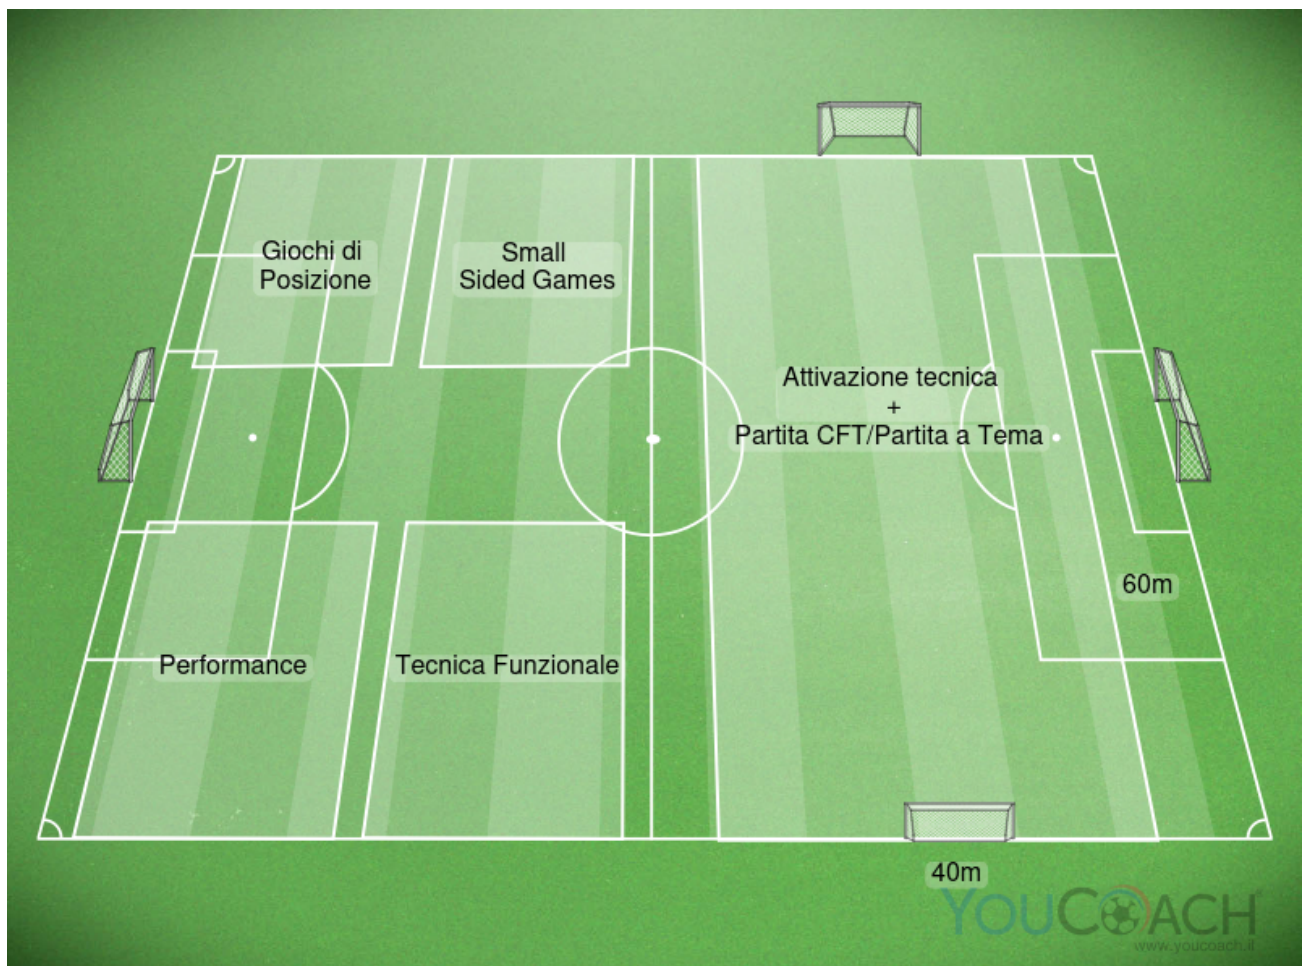 Giochi di
Posizione
Small
Sided Games
Attivazione tecnica
+
Partita CFT/Partita a Tema
60m
Performance
Tecnica Funzionale
40m
YOUCOACH
www.youcoach.it